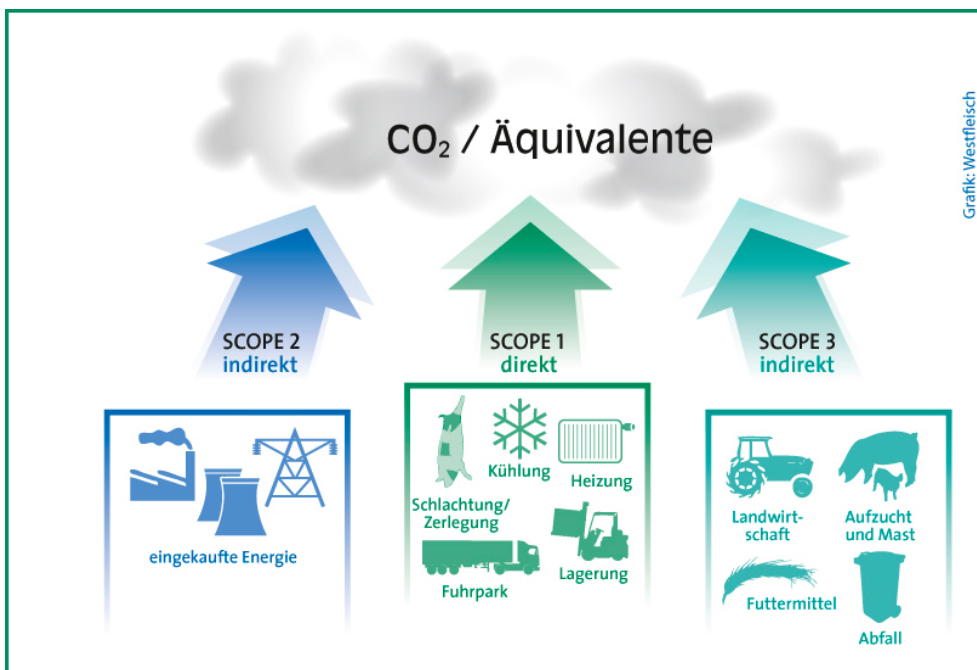 CO₂ / Äquivalente
Grafik: Westfleisch
SCOPE 2
indirekt
SCOPE 1
direkt
SCOPE 3
indirekt
eingekaufte Energie
Kühlung
Heizung
Schlachtung/
Zerlegung
Fuhrpark
Lagerung
Landwirt-
schaft
Aufzucht
und Mast
Futtermittel
Abfall